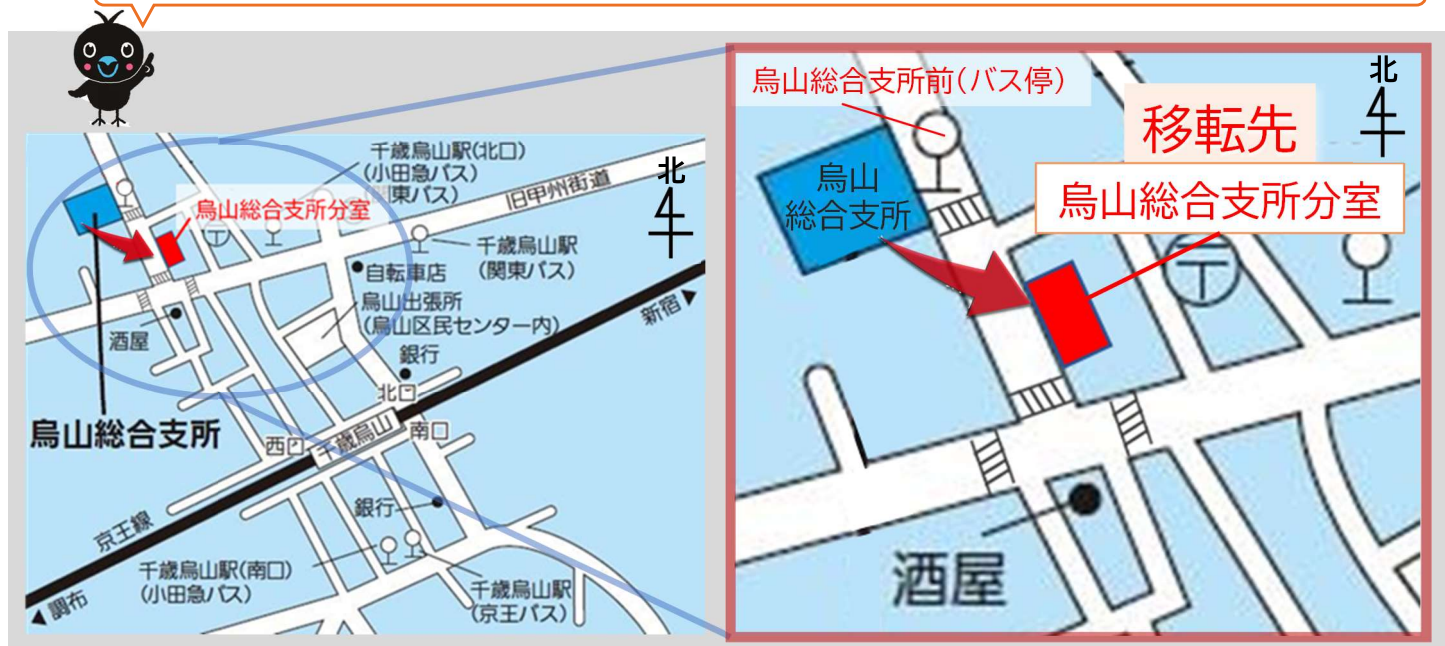 千歳烏山駅(北口)
(小田急バス)
(関東バス)
旧甲州街道
北
烏山総合支所分室
千歳烏山駅
(関東バス)
自転車店
烏山出張所
(烏山区民センター内)
新宿▶
酒屋
銀行
北口
烏山総合支所
西口
千歳烏山
南口
銀行
京王線
千歳烏山駅(南口)
(小田急バス)
千歳烏山駅
(京王バス)
◀調布
烏山総合支所前(バス停)
北
移転先
烏山
総合支所
烏山総合支所分室
酒屋